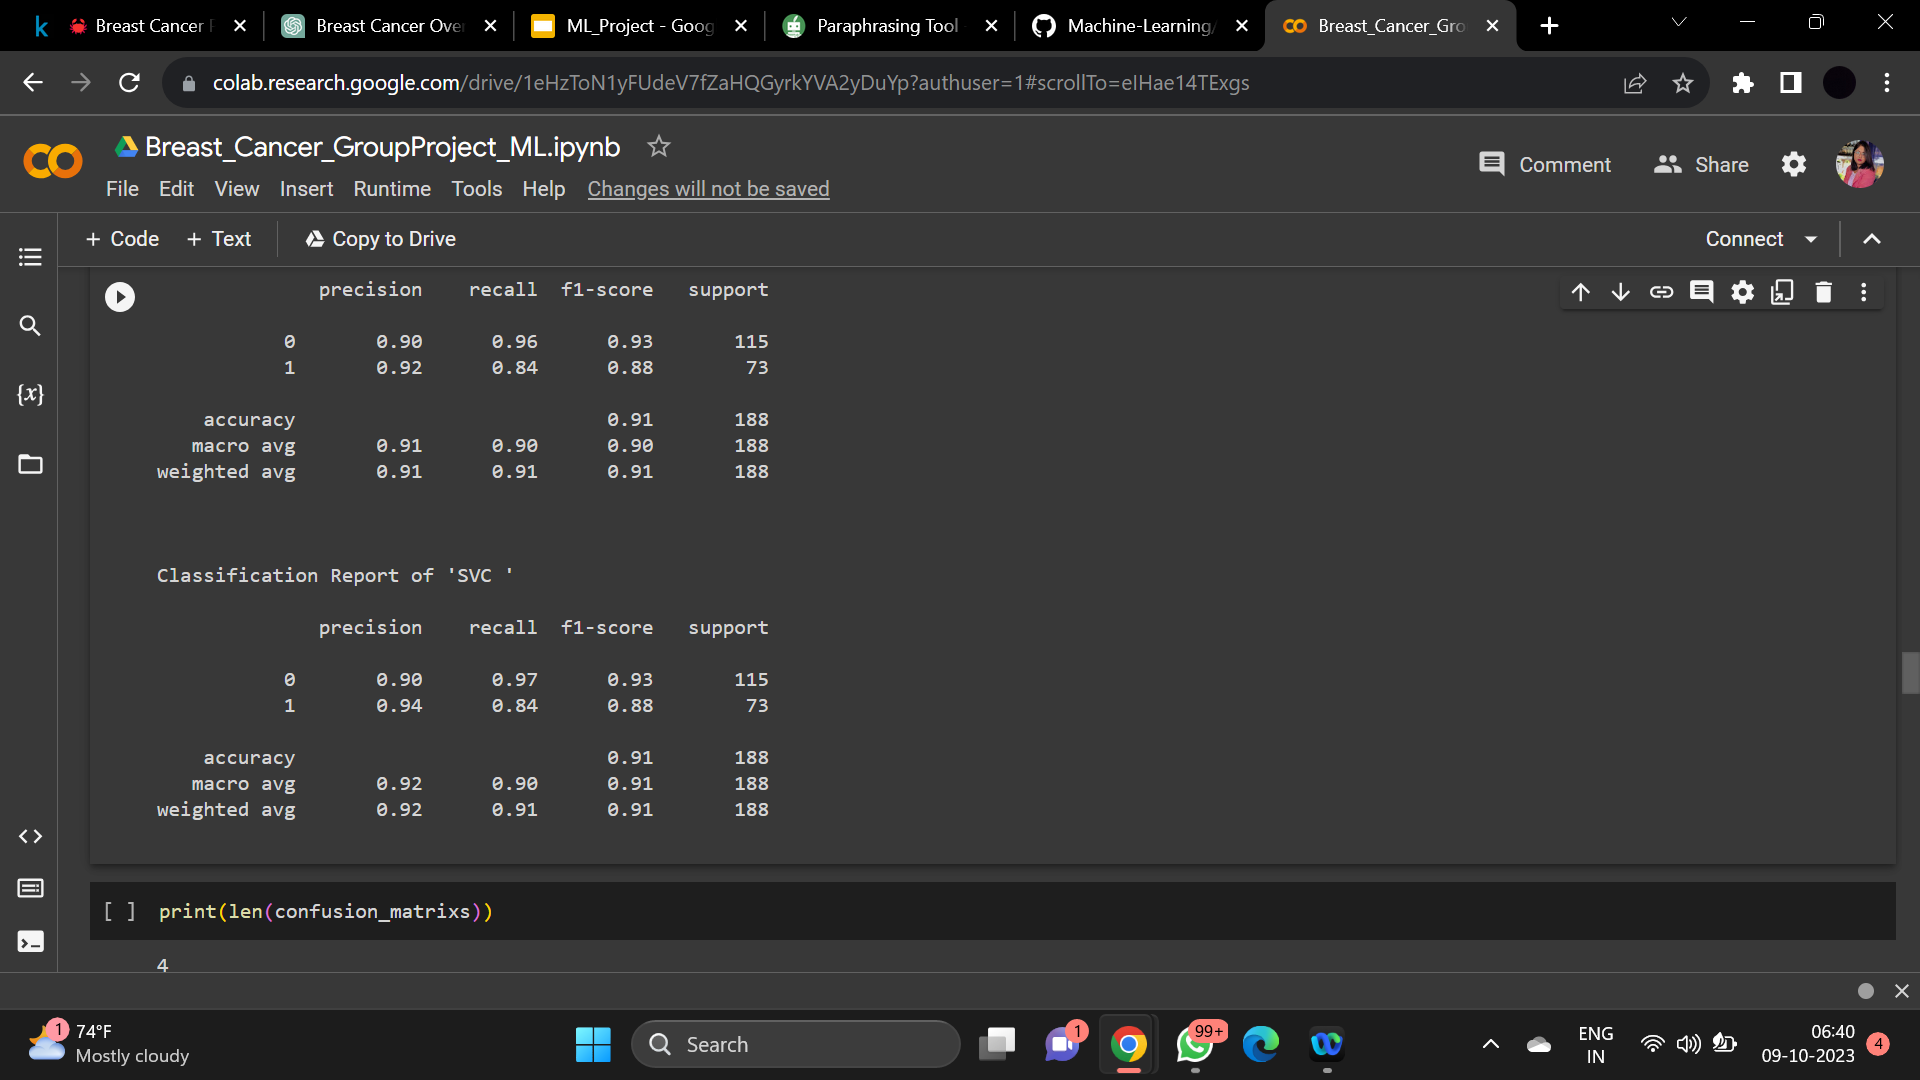 Breast Cancer
Breast Cancer Over
ML_Project - Goog
Paraphrasing Tool
Machine-Learning/
Breast_Cancer_Gro
colab.research.google.com/drive/1eHzToN1yFUdeV7fZaHQGyrkYVA2yDuYp?authuser=1#scrollTo=eIHae14TExgs
Breast_Cancer_GroupProject_ML.ipynb
Comment
Share
File Edit View Insert Runtime Tools Help Changes will not be saved
+ Code + Text Copy to Drive
Connect
precision recall f1-score support
0 0.90 0.96 0.93 115
1 0.92 0.84 0.88 73
accuracy 0.91 188
macro avg 0.91 0.90 0.90 188
weighted avg 0.91 0.91 0.91 188
Classification Report of 'SVC '
precision recall f1-score support
0 0.90 0.97 0.93 115
1 0.94 0.84 0.88 73
accuracy 0.91 188
macro avg 0.92 0.90 0.91 188
weighted avg 0.92 0.91 0.91 188
[ ] print(len(confusion_matrixs))
4
1
74°F
Mostly cloudy
Search
1
99+
ENG
IN
06:40
09-10-2023
4